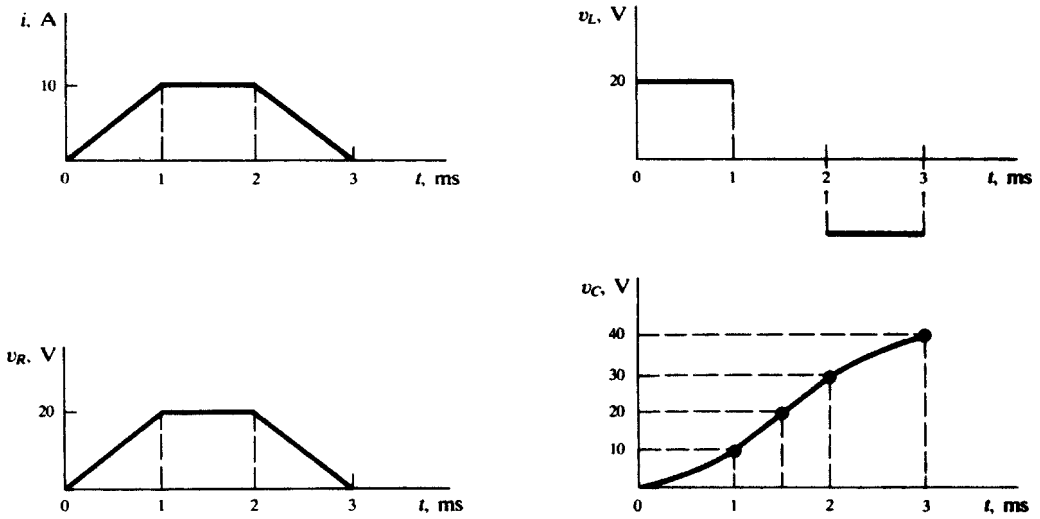 i, A
10
0 1 2 3 t, ms
v_L, V
20
0 1 2 3 t, ms
v_R, V
20
0 1 2 3 t, ms
v_C, V
40
30
20
10
0 1 2 3 t, ms